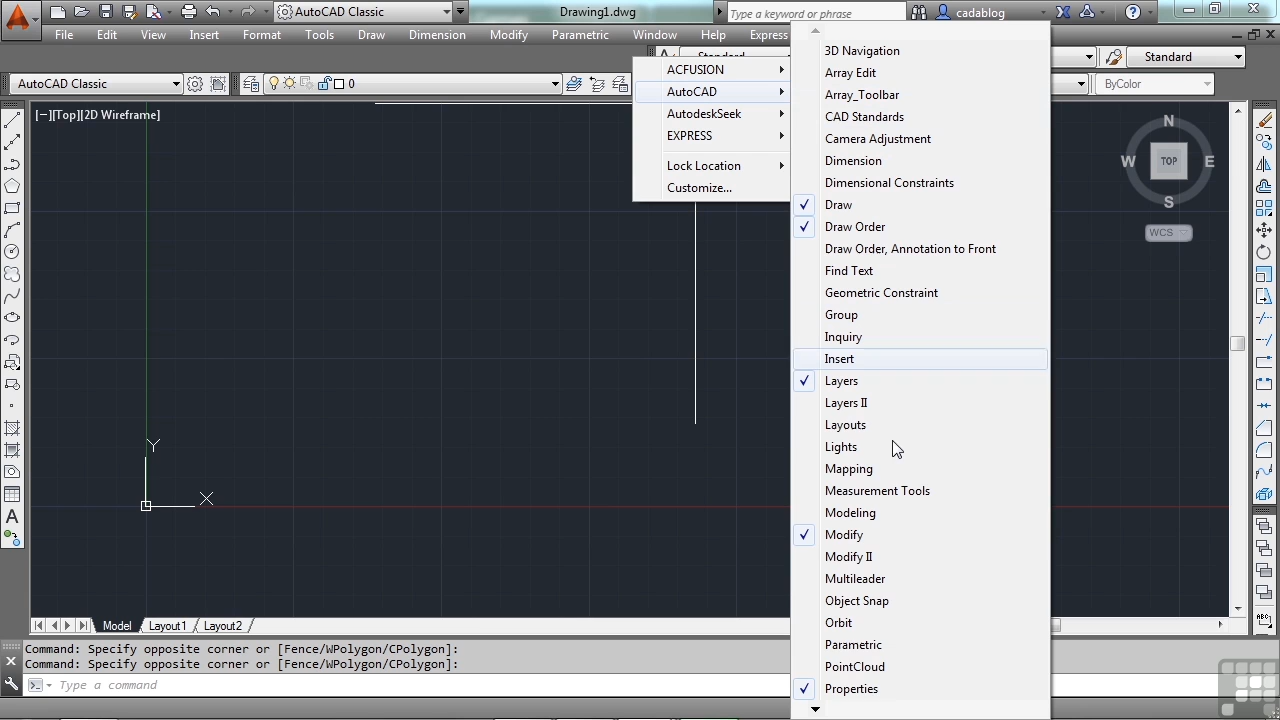 AutoCAD Classic
Drawing1.dwg
Type a keyword or phrase
cadablog
File Edit View Insert Format Tools Draw Dimension Modify Parametric Window Help Express
Standard
AutoCAD Classic
0
ByColor
[−][Top][2D Wireframe]
ACFUSION
AutoCAD
AutodeskSeek
EXPRESS
Lock Location
Customize...
3D Navigation
Array Edit
Array_Toolbar
CAD Standards
Camera Adjustment
Dimension
Dimensional Constraints
Draw
Draw Order
Draw Order, Annotation to Front
Find Text
Geometric Constraint
Group
Inquiry
Insert
Layers
Layers II
Layouts
Lights
Mapping
Measurement Tools
Modeling
Modify
Modify II
Multileader
Object Snap
Orbit
Parametric
PointCloud
Properties
N
W TOP E
S
WCS
Y
X
A
Model Layout1 Layout2
Command: Specify opposite corner or [Fence/WPolygon/CPolygon]:
Command: Specify opposite corner or [Fence/WPolygon/CPolygon]:
Type a command